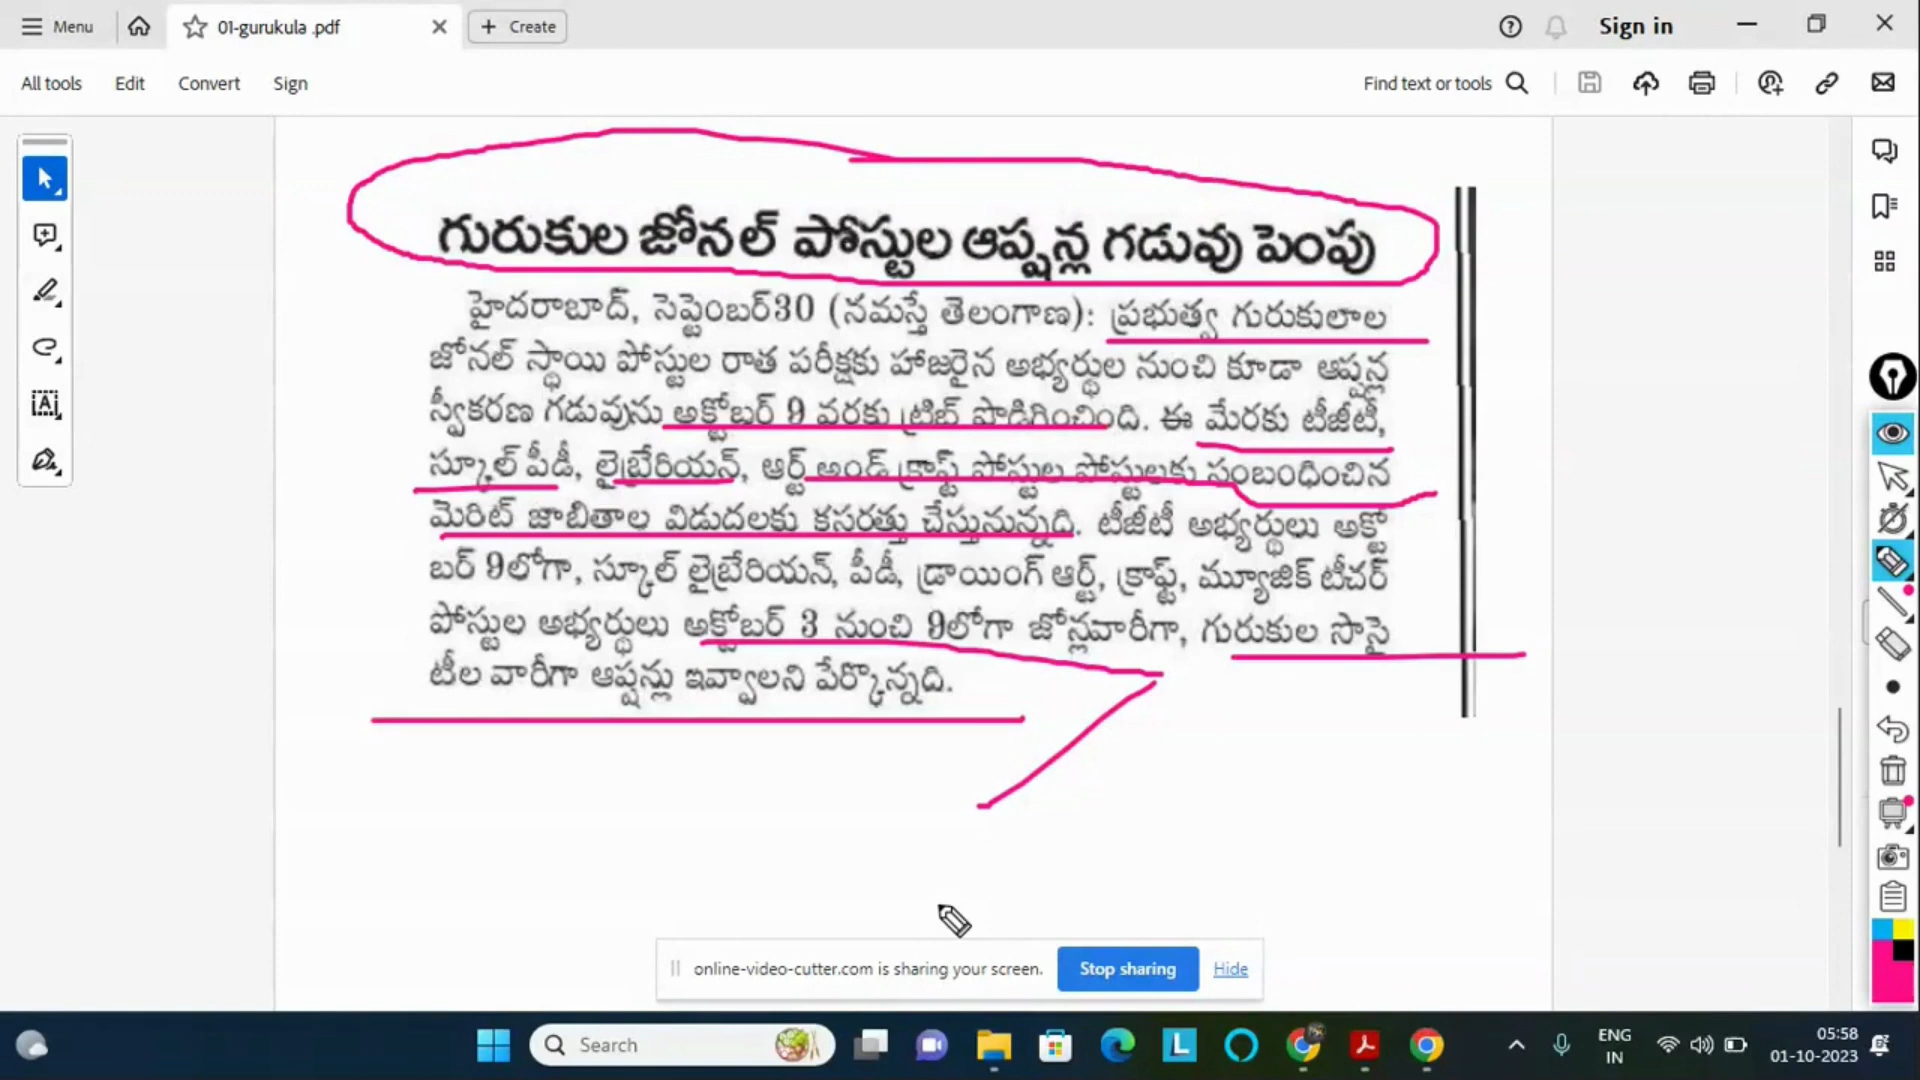 Menu
01-gurukula .pdf
Create
Sign in
All tools
Edit
Convert
Sign
Find text or tools
గురుకుల జోనల్ పోస్టుల ఆప్షన్ల గడువు పెంపు
హైదరాబాద్, సెప్టెంబర్30 (నమస్తే తెలంగాణ): ప్రభుత్వ గురుకులాల
జోనల్ స్థాయి పోస్టుల రాత పరీక్షకు హాజరైన అభ్యర్థుల నుంచి కూడా ఆప్షన్ల
స్వీకరణ గడువును అక్టోబర్ 9 వరకు ట్రిబ్ పొడిగించింది. ఈ మేరకు టీజీటీ,
స్కూల్ పీడీ, లైబ్రేరియన్, ఆర్ట్ అండ్ క్రాఫ్ట్ పోస్టుల పోస్టులకు సంబంధించిన
మెరిట్ జాబితాల విడుదలకు కసరత్తు చేస్తునున్నది. టీజీటీ అభ్యర్థులు అక్టో
బర్ 9లోగా, స్కూల్ లైబ్రేరియన్, పీడీ, డ్రాయింగ్ ఆర్ట్, క్రాఫ్ట్, మ్యూజిక్ టీచర్
పోస్టుల అభ్యర్థులు అక్టోబర్ 3 నుంచి 9లోగా జోన్లవారీగా, గురుకుల సొసై
టీల వారీగా ఆప్షన్లు ఇవ్వాలని పేర్కొన్నది.
online-video-cutter.com is sharing your screen.
Stop sharing
Hide
Search
ENG
IN
05:58
01-10-2023